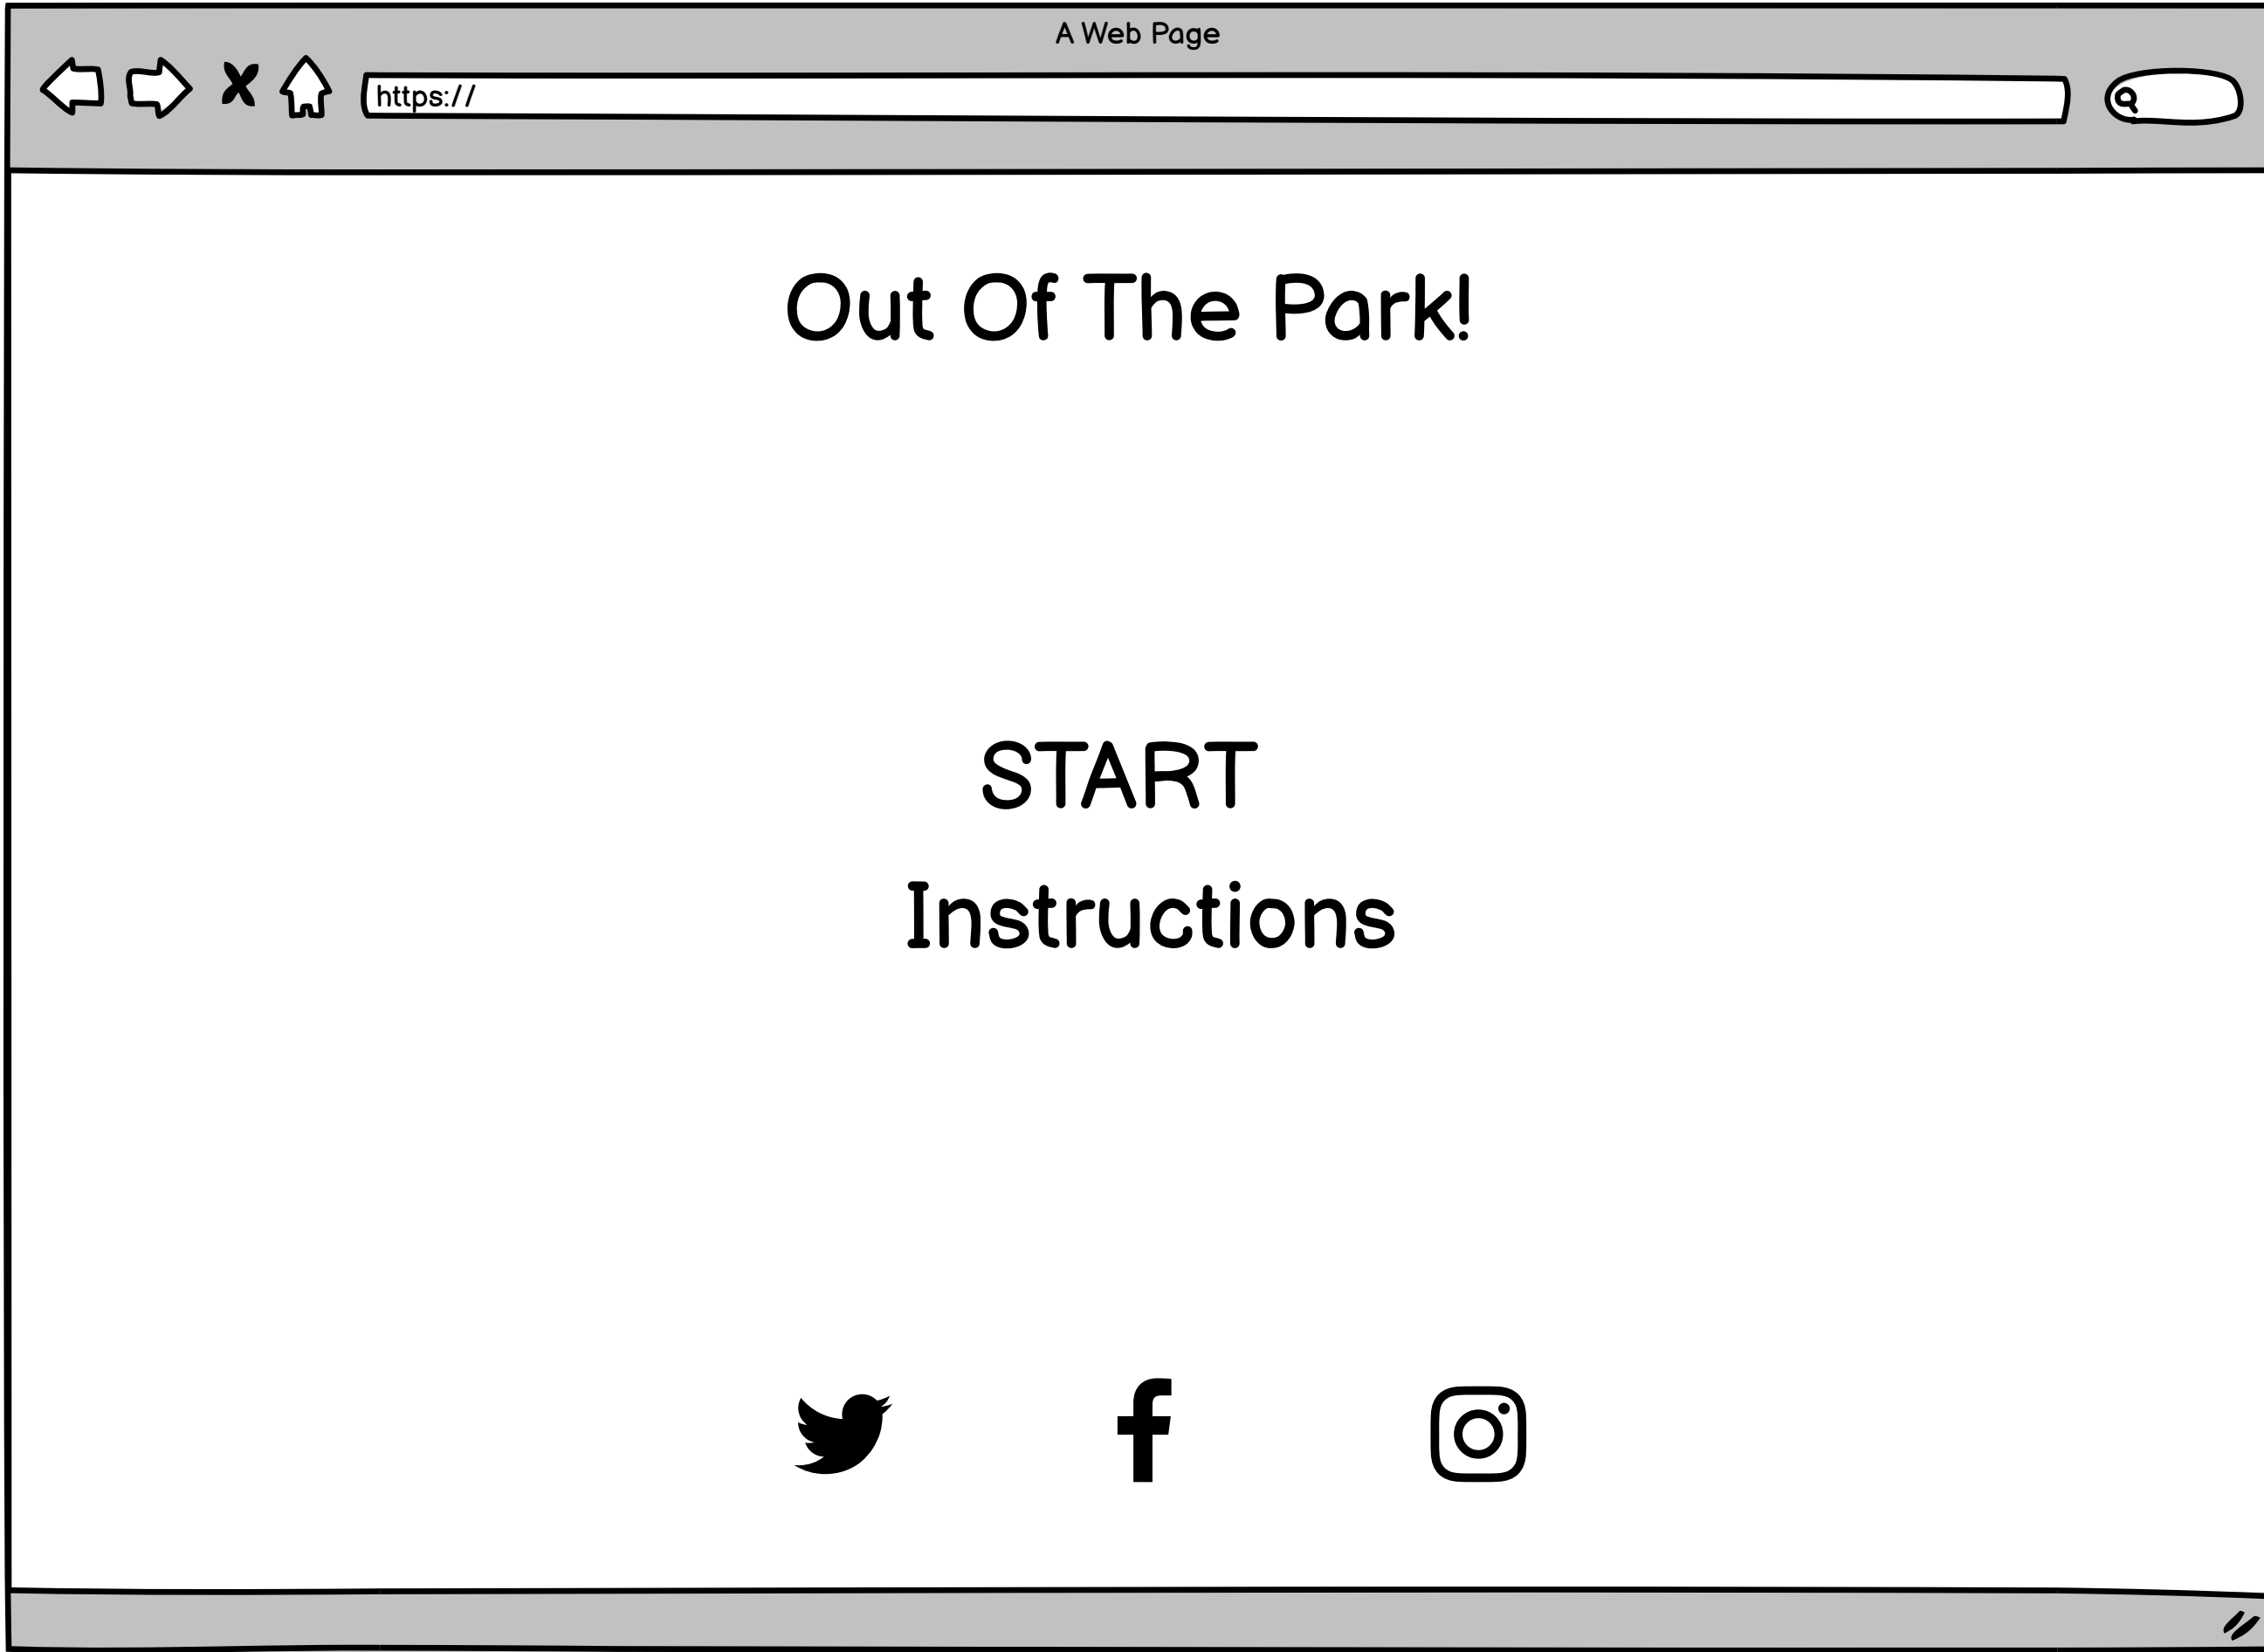 A Web Page
https://
Out Of The Park!
START
Instructions